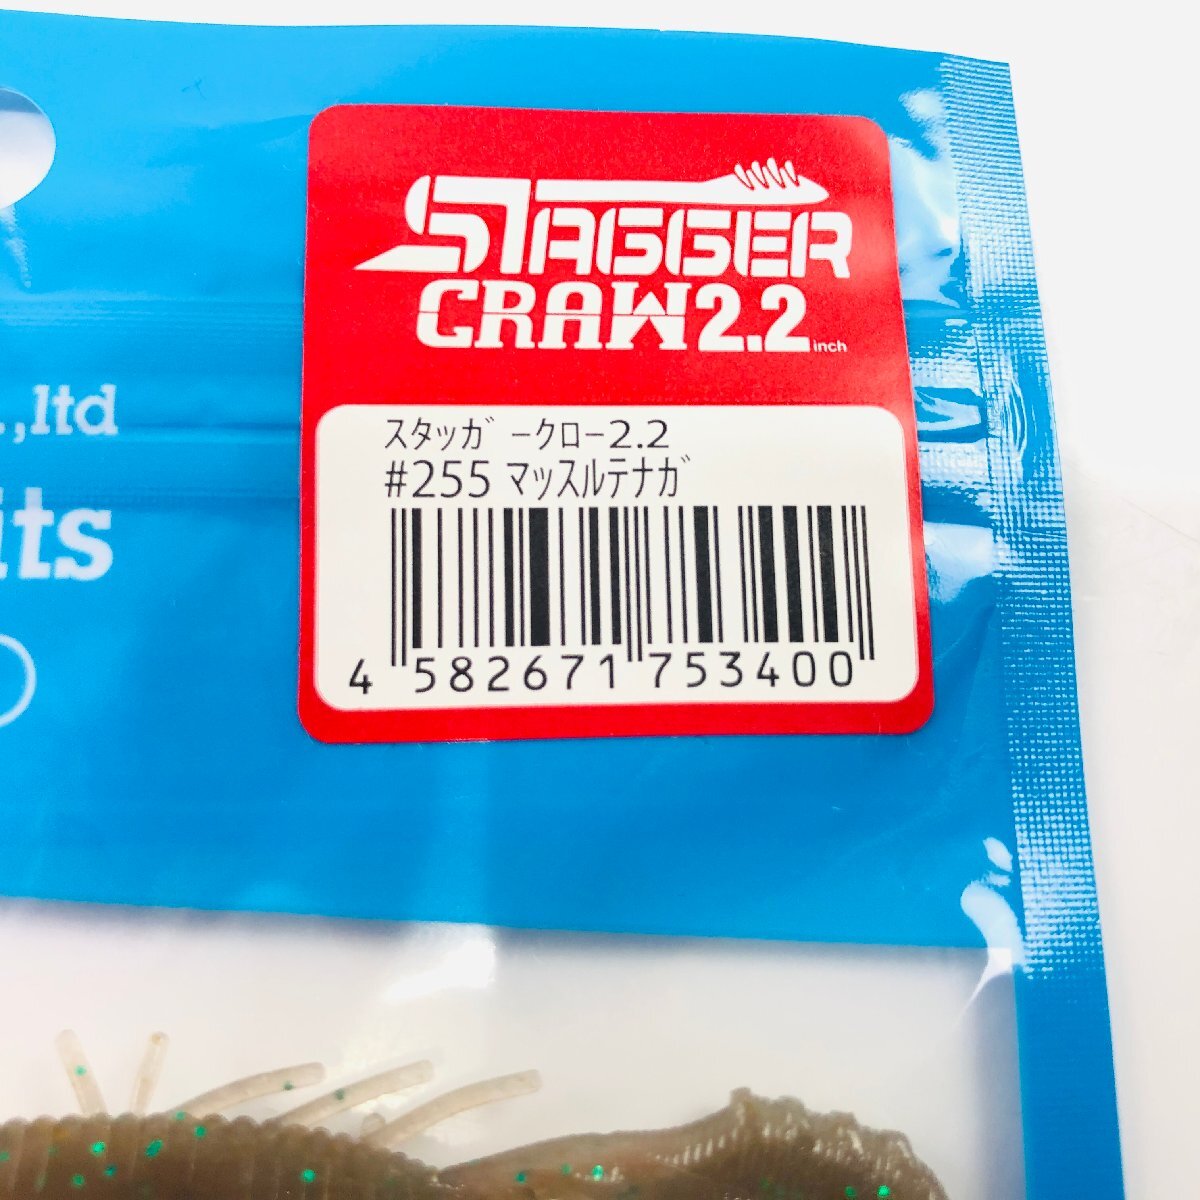 STAGGER
CRAW2.2 inch
.,ltd
its
ｽﾀｯｶﾞｰｸﾛｰ2.2
#255 ﾏｯｽﾙﾃﾅｶﾞ
4 582671 753400